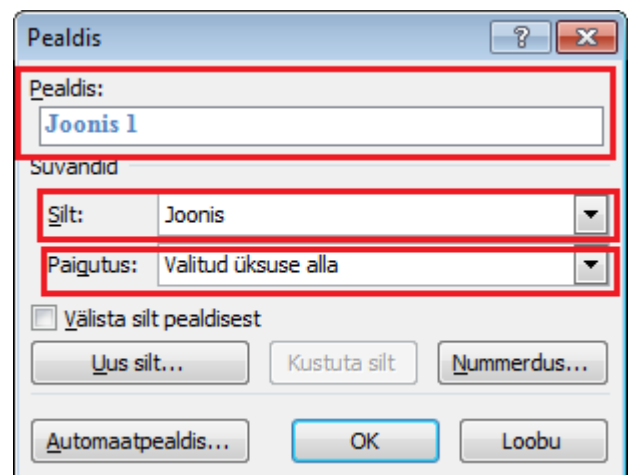 Pealdis
Pealdis:
Joonis 1
Suvandid
Silt: Joonis
Paigutus: Valitud üksuse alla
Välista silt pealdisest
Uus silt... Kustuta silt Nummerdus...
Automaatpealdis... OK Loobu